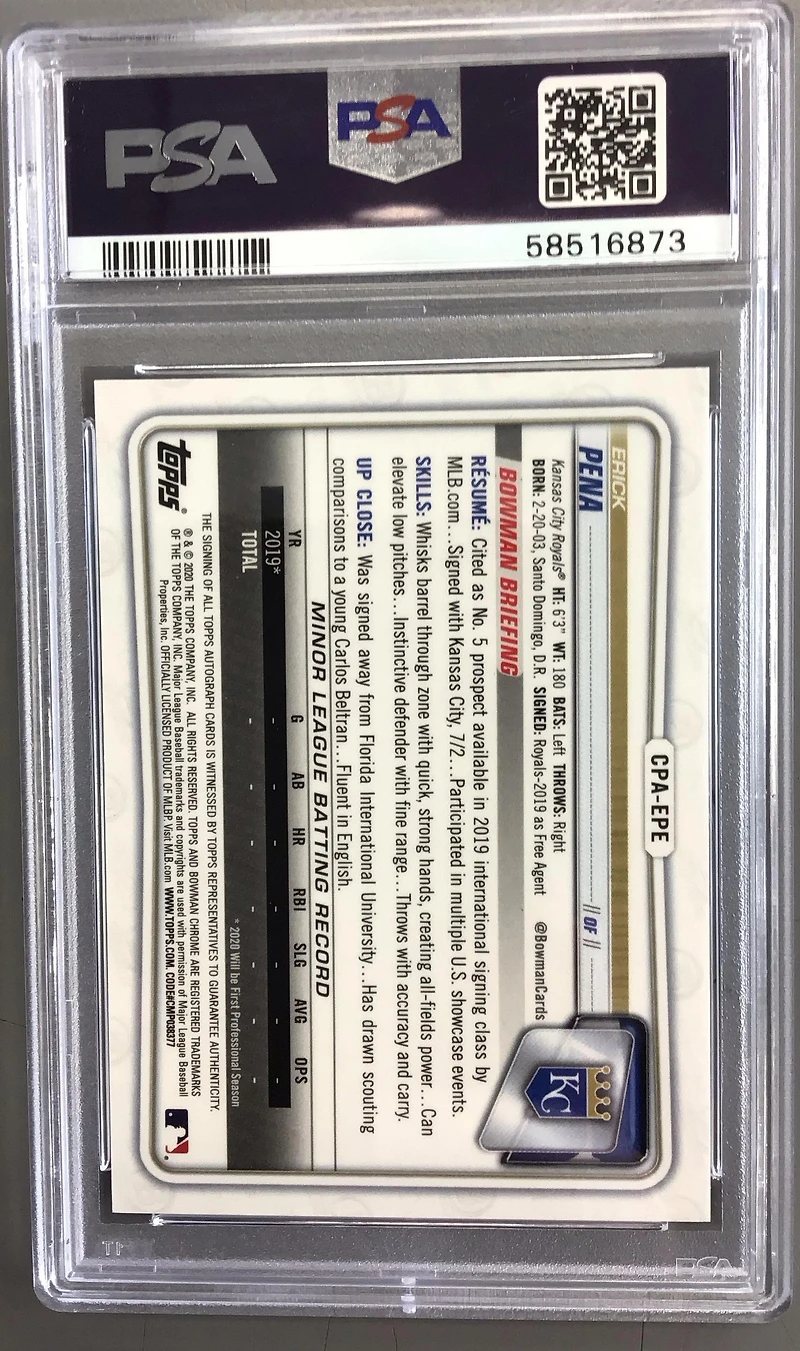 PSA
PSA
58516873
CPA-EPE
ERICK
PENA
// OF //
Kansas City Royals® HT: 6'3" WT: 180 BATS: Left THROWS: Right
BORN: 2-20-03, Santo Domingo, D.R. SIGNED: Royals-2019 as Free Agent @BowmanCards
KC
BOWMAN BRIEFING
RÉSUMÉ: Cited as No. 5 prospect available in 2019 international signing class by
MLB.com...Signed with Kansas City, 7/2...Participated in multiple U.S. showcase events.
SKILLS: Whisks barrel through zone with quick, strong hands, creating all-fields power...Can
elevate low pitches...Instinctive defender with fine range...Throws with accuracy and carry.
UP CLOSE: Was signed away from Florida International University...Has drawn scouting
comparisons to a young Carlos Beltran...Fluent in English.
MINOR LEAGUE BATTING RECORD
YR G AB HR RBI SLG AVG OPS
2019* - - - - - - -
TOTAL - - - - - - -
* 2020 Will be First Professional Season
THE SIGNING OF ALL TOPPS AUTOGRAPH CARDS IS WITNESSED BY TOPPS REPRESENTATIVES TO GUARANTEE AUTHENTICITY.
topps®
® & © 2020 THE TOPPS COMPANY, INC. ALL RIGHTS RESERVED. TOPPS AND BOWMAN CHROME ARE REGISTERED TRADEMARKS
OF THE TOPPS COMPANY, INC. Major League Baseball trademarks and copyrights are used with permission of Major League Baseball
Properties, Inc. OFFICIALLY LICENSED PRODUCT OF MLBP. Visit MLB.com WWW.TOPPS.COM. CODE#CMP038377
PSA